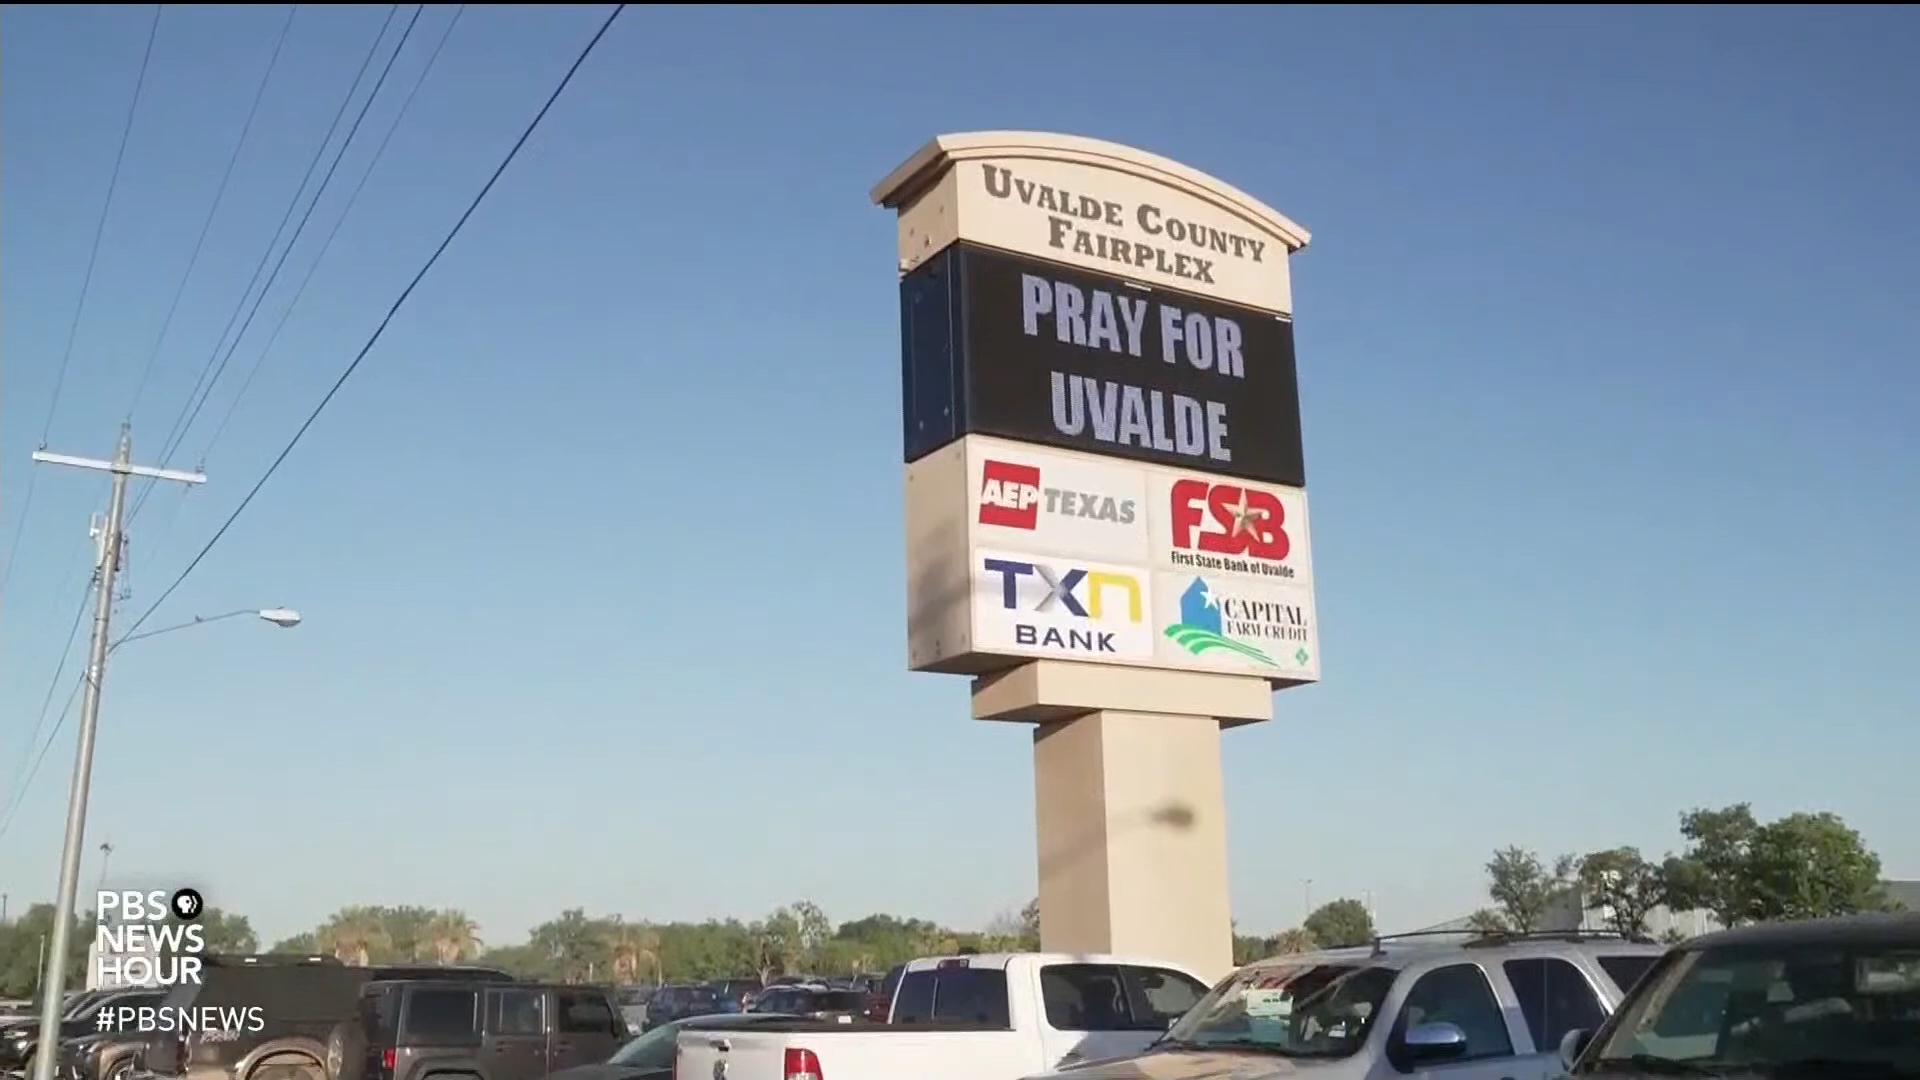 UVALDE COUNTY
FAIRPLEX
PRAY FOR
UVALDE
AEP TEXAS
FSB
First State Bank of Uvalde
TXn
BANK
CAPITAL
FARM CREDIT
PBS
NEWS
HOUR
#PBSNEWS